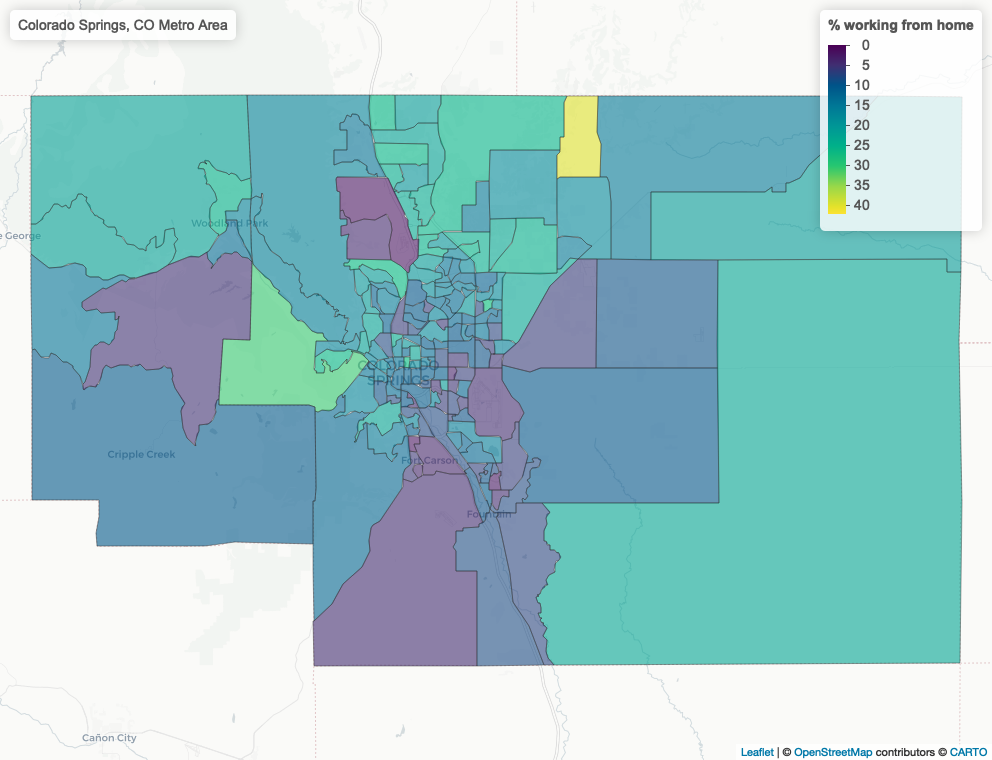 Colorado Springs, CO Metro Area
% working from home
0
5
10
15
20
25
30
35
40
Woodland Park
George
COLORADO
SPRINGS
Cripple Creek
Fort Carson
Fountain
Cañon City
Leaflet | © OpenStreetMap contributors © CARTO